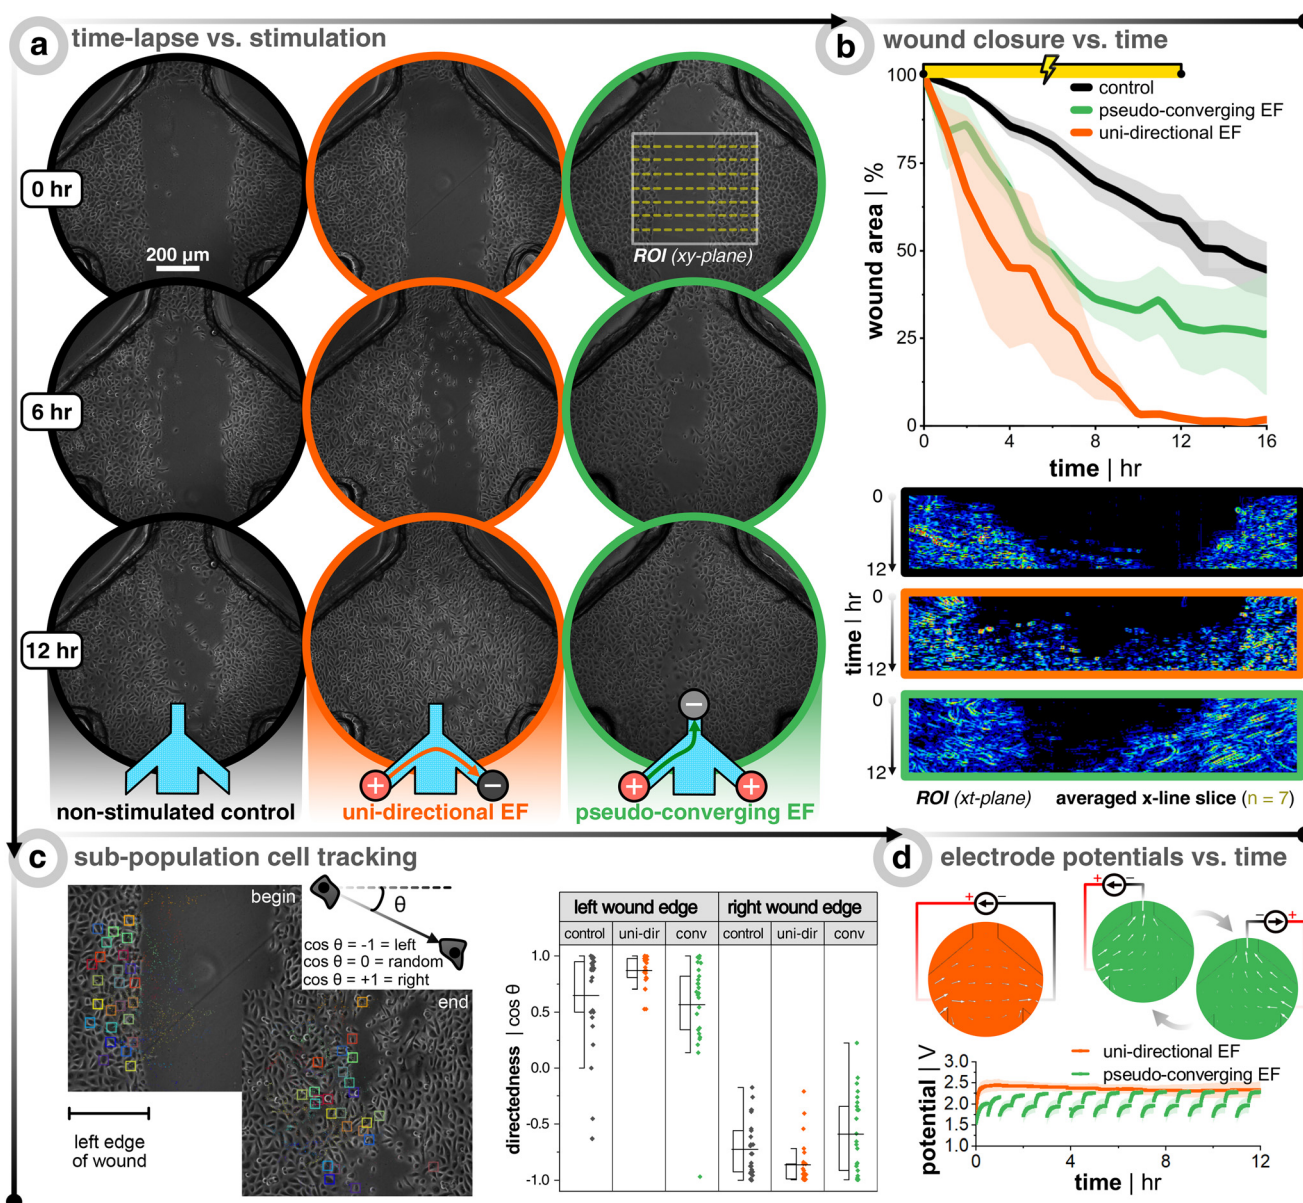 a time-lapse vs. stimulation
0 hr
200 µm
ROI (xy-plane)
6 hr
12 hr
+ − − + +
non-stimulated control
uni-directional EF
pseudo-converging EF
b wound closure vs. time
control
pseudo-converging EF
uni-directional EF
wound area | %
100
75
50
25
0
0 4 8 12 16
time | hr
0
12
0
12
0
12
time | hr
ROI (xt-plane) averaged x-line slice (n = 7)
c sub-population cell tracking
begin
θ
cos θ = -1 = left
cos θ = 0 = random
cos θ = +1 = right
end
left edge
of wound
left wound edge right wound edge
control uni-dir conv control uni-dir conv
directedness | cos θ
1.0
0.5
0.0
-0.5
-1.0
d electrode potentials vs. time
+ −
+ −
− +
uni-directional EF
pseudo-converging EF
potential | V
3.0
2.5
2.0
1.5
1.0
0 4 8 12
time | hr